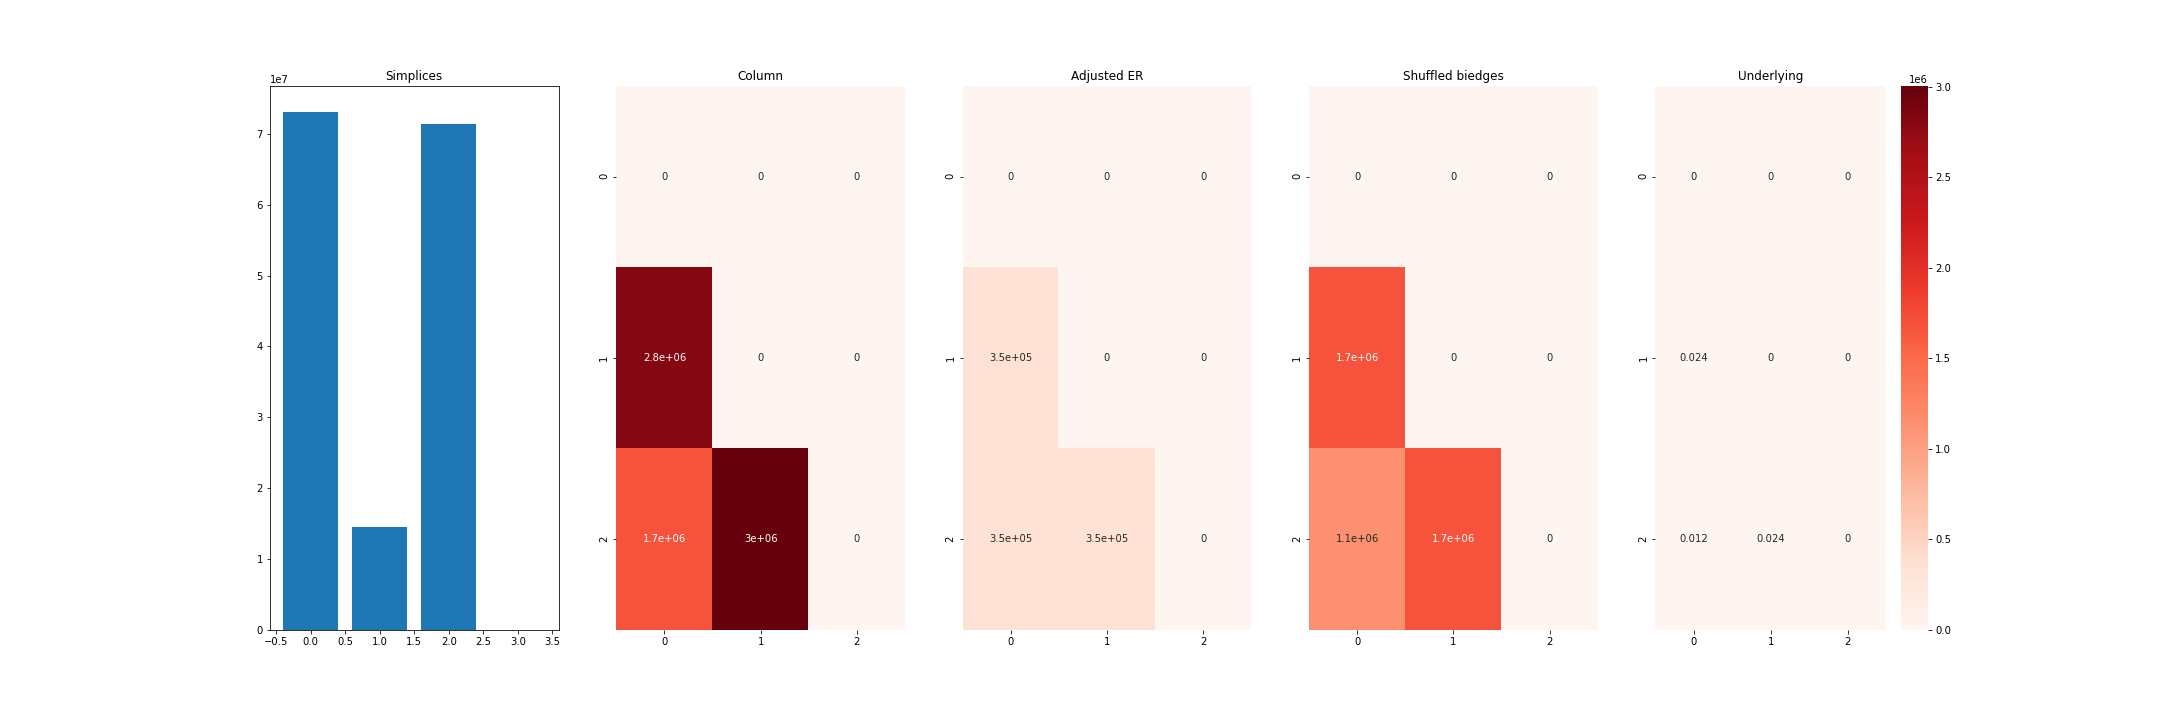 Simplices
1e7
7
6
5
4
3
2
1
0
−0.5 0.0 0.5 1.0 1.5 2.0 2.5 3.0 3.5
Column
0 0 0 0
1 2.8e+06 0 0
2 1.7e+06 3e+06 0
0 1 2
Adjusted ER
0 0 0 0
1 3.5e+05 0 0
2 3.5e+05 3.5e+05 0
0 1 2
Shuffled biedges
0 0 0 0
1 1.7e+06 0 0
2 1.1e+06 1.7e+06 0
0 1 2
Underlying
0 0 0 0
1 0.024 0 0
2 0.012 0.024 0
0 1 2
1e6
3.0
2.5
2.0
1.5
1.0
0.5
0.0